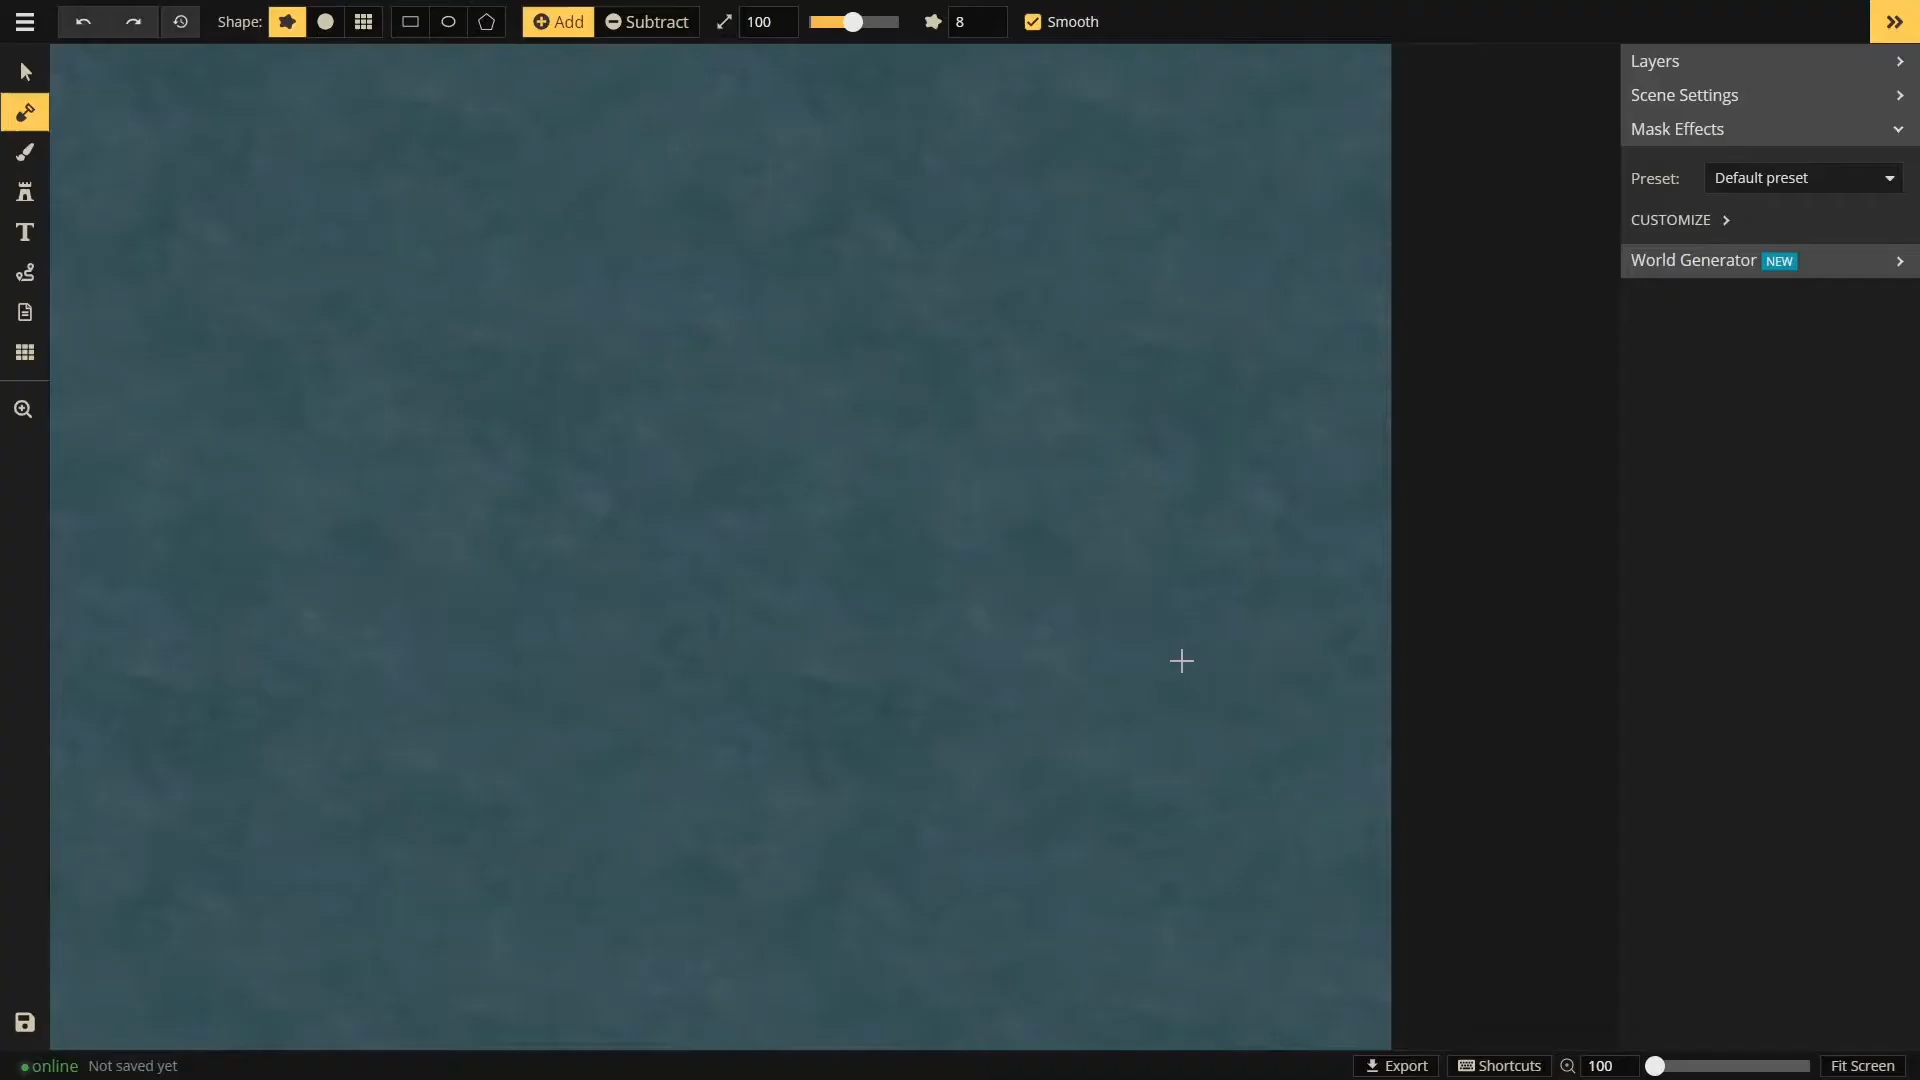 Shape: Add Subtract 100 8 Smooth
Layers
Scene Settings
Mask Effects
Preset: Default preset
CUSTOMIZE
World Generator NEW
T
online Not saved yet Export Shortcuts 100 Fit Screen